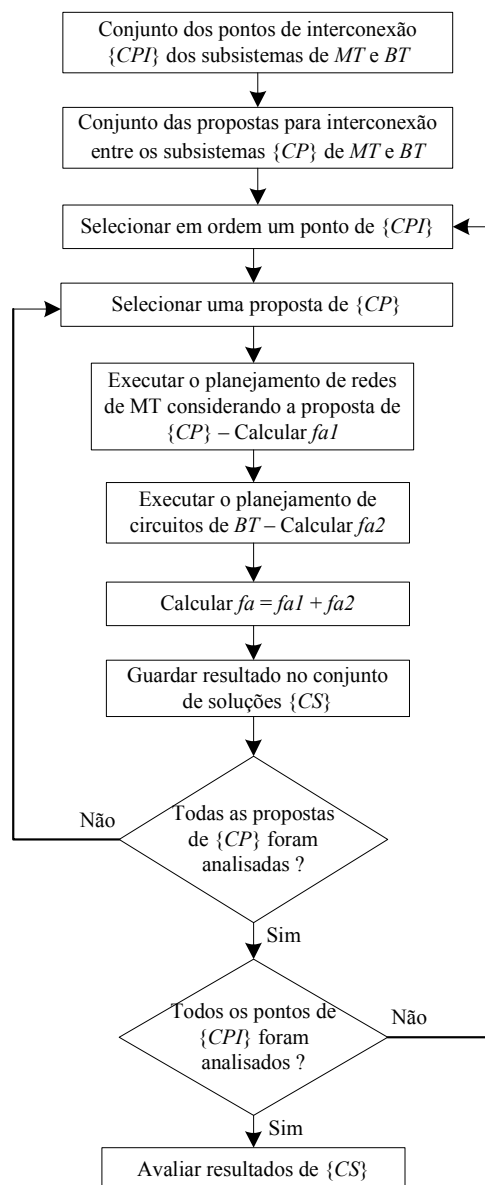 Conjunto dos pontos de interconexão
{CPI} dos subsistemas de MT e BT
Conjunto das propostas para interconexão
entre os subsistemas {CP} de MT e BT
Selecionar em ordem um ponto de {CPI}
Selecionar uma proposta de {CP}
Executar o planejamento de redes
de MT considerando a proposta de
{CP} – Calcular fa1
Executar o planejamento de
circuitos de BT – Calcular fa2
Calcular fa = fa1 + fa2
Guardar resultado no conjunto
de soluções {CS}
Não
Todas as propostas
de {CP} foram
analisadas ?
Sim
Todos os pontos de
{CPI} foram
analisados ?
Não
Sim
Avaliar resultados de {CS}